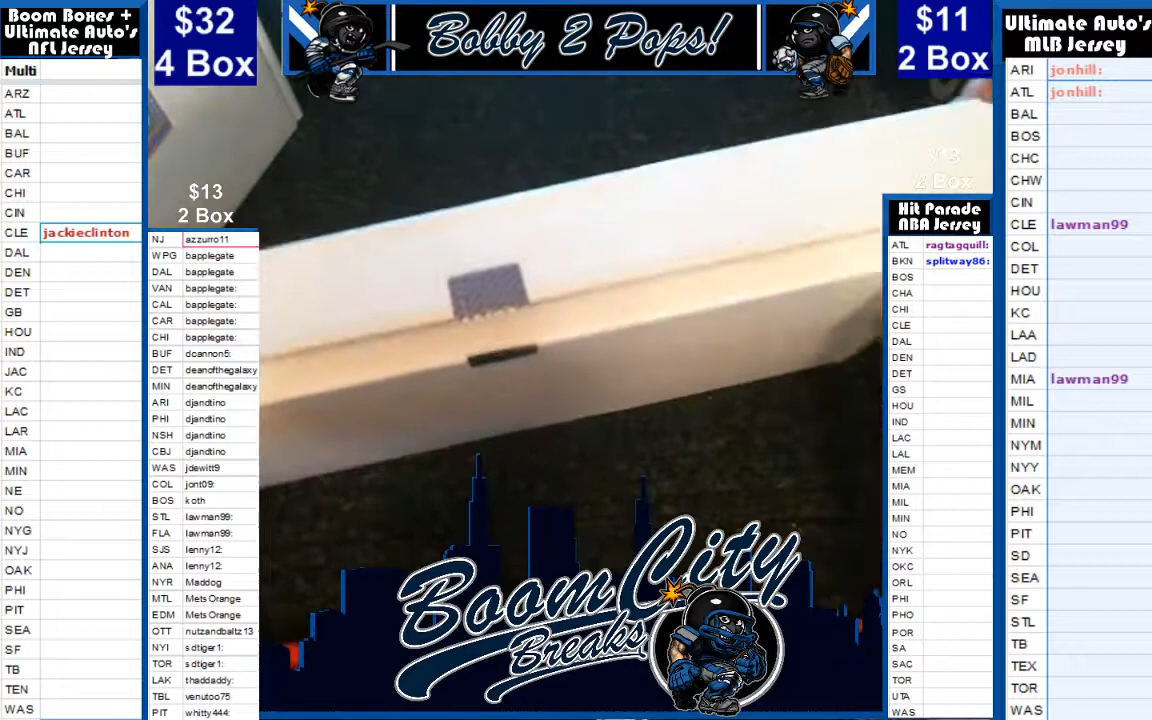 Boom Boxes +
Ultimate Auto's
NFL Jersey
Multi
ARZ
ATL
BAL
BUF
CAR
CHI
CIN
CLE jackieclinton
DAL
DEN
DET
GB
HOU
IND
JAC
KC
LAC
LAR
MIA
MIN
NE
NO
NYG
NYJ
OAK
PHI
PIT
SEA
SF
TB
TEN
WAS
$32
4 Box
$13
2 Box
NJ azzurro11
WPG bapplegate
DAL bapplegate
VAN bapplegate:
CAL bapplegate:
CAR bapplegate:
CHI bapplegate:
BUF dcannon5:
DET deanofthegalaxy
MIN deanofthegalaxy
ARI djandtino
PHI djandtino
NSH djandtino
CBJ djandtino
WAS jdewitt9
COL jont09:
BOS koth
STL lawman99:
FLA lawman99:
SJS lenny12:
ANA lenny12:
NYR Maddog
MTL Mets Orange
EDM Mets Orange
OTT nutzandbaltz13
NYI sdtiger1:
TOR sdtiger1:
LAK thaddaddy:
TBL venutoo75
PIT whitty444:
Bobby 2 Pops!
Boom City
Breaks
$11
2 Box
2 Box
Hit Parade
NBA Jersey
ATL ragtagquill:
BKN splitway86:
BOS
CHA
CHI
CLE
DAL
DEN
DET
GS
HOU
IND
LAC
LAL
MEM
MIA
MIL
MIN
NO
NYK
OKC
ORL
PHI
PHO
POR
SA
SAC
TOR
UTA
WAS
Ultimate Auto's
MLB Jersey
ARI jonhill:
ATL jonhill:
BAL
BOS
CHC
CHW
CIN
CLE lawman99
COL
DET
HOU
KC
LAA
LAD
MIA lawman99
MIL
MIN
NYM
NYY
OAK
PHI
PIT
SD
SEA
SF
STL
TB
TEX
TOR
WAS